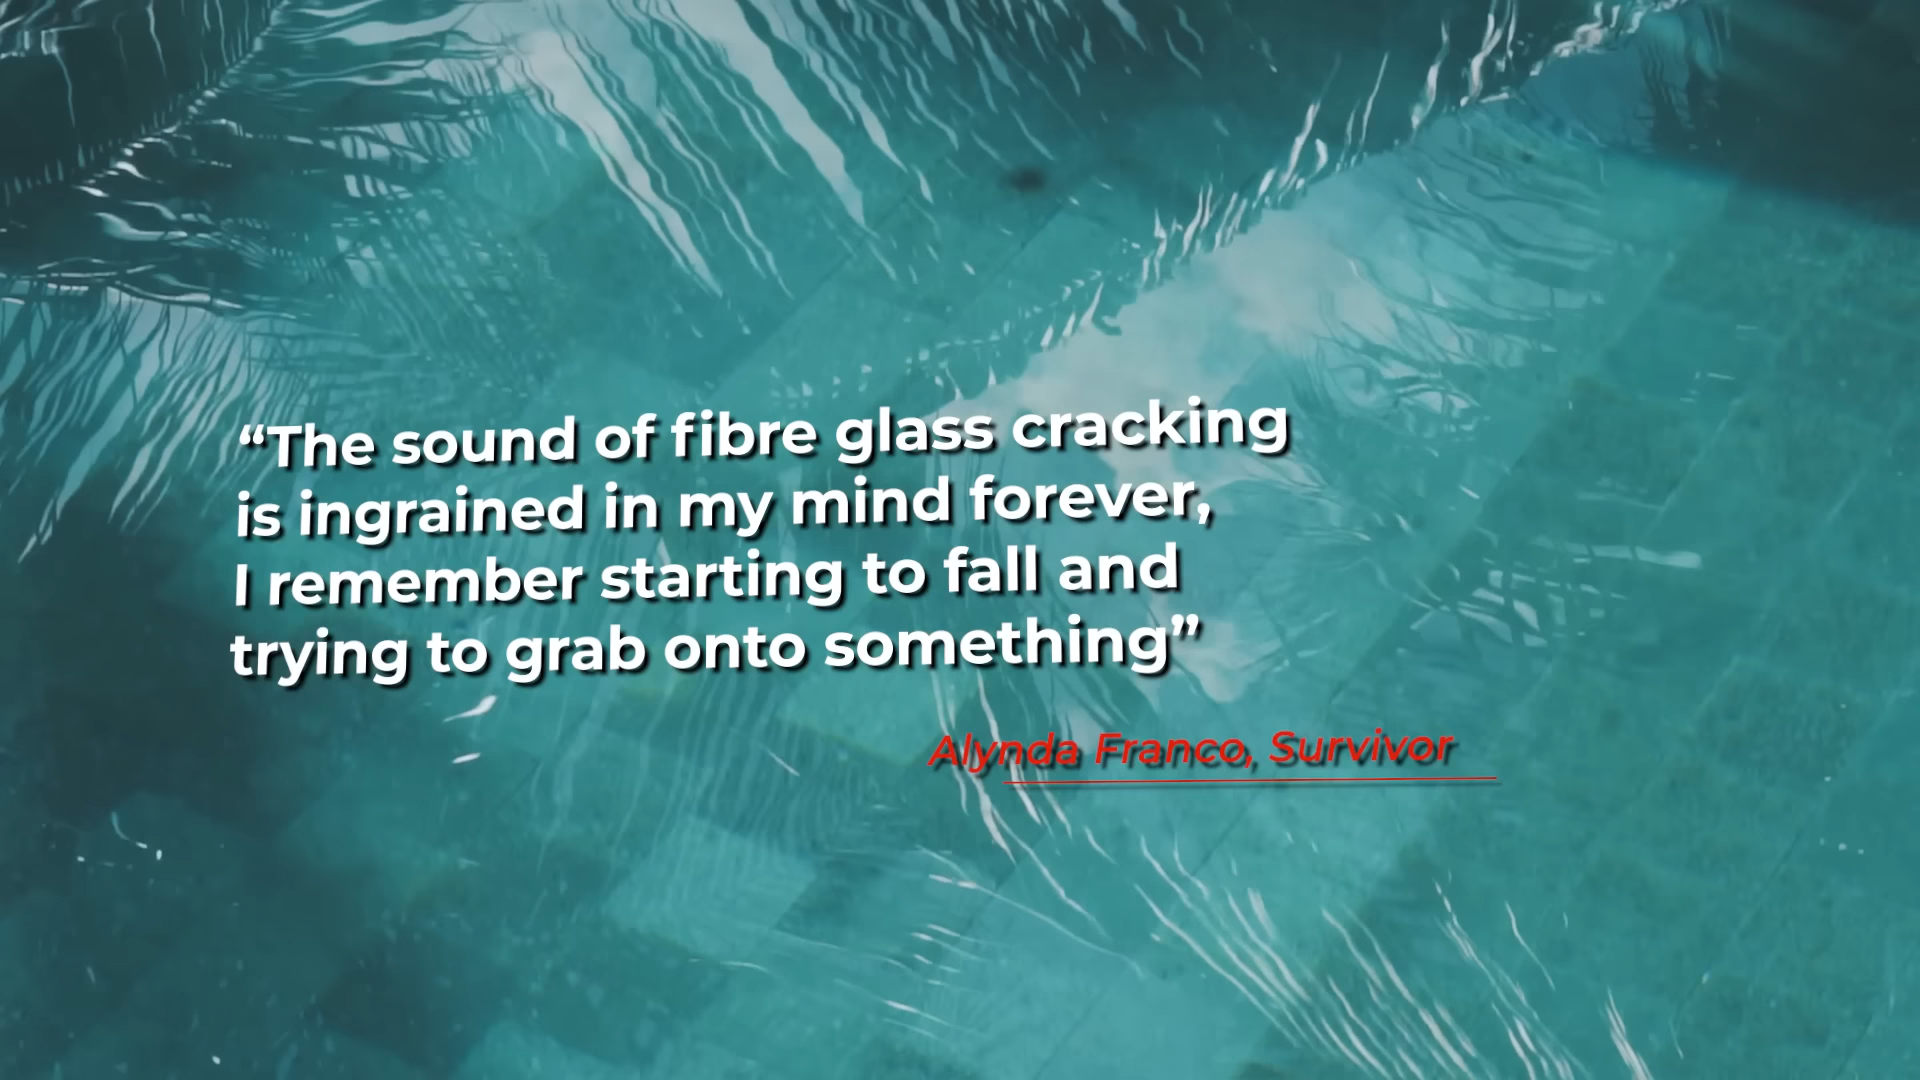 “The sound of fibre glass cracking
is ingrained in my mind forever,
I remember starting to fall and
trying to grab onto something”
Alynda Franco, Survivor